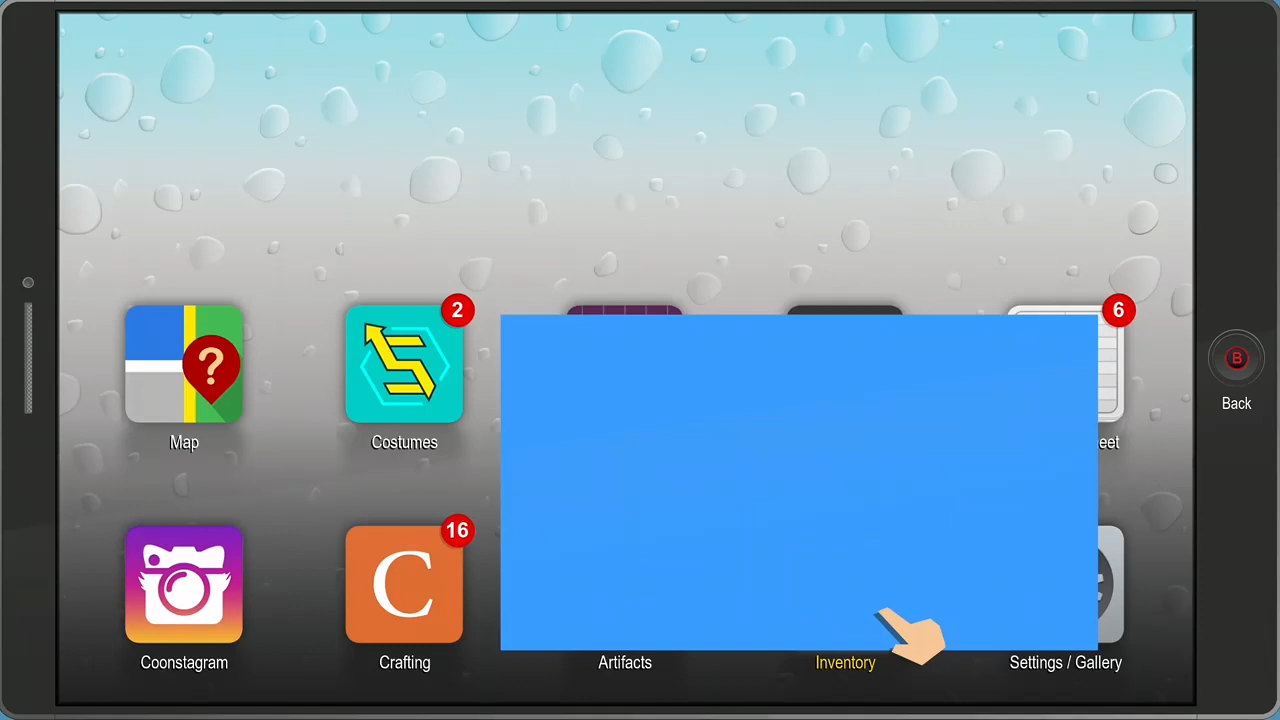 2
6
?
Map
Costumes
eet
B
Back
16
C
Coonstagram
Crafting
Artifacts
Inventory
Settings / Gallery